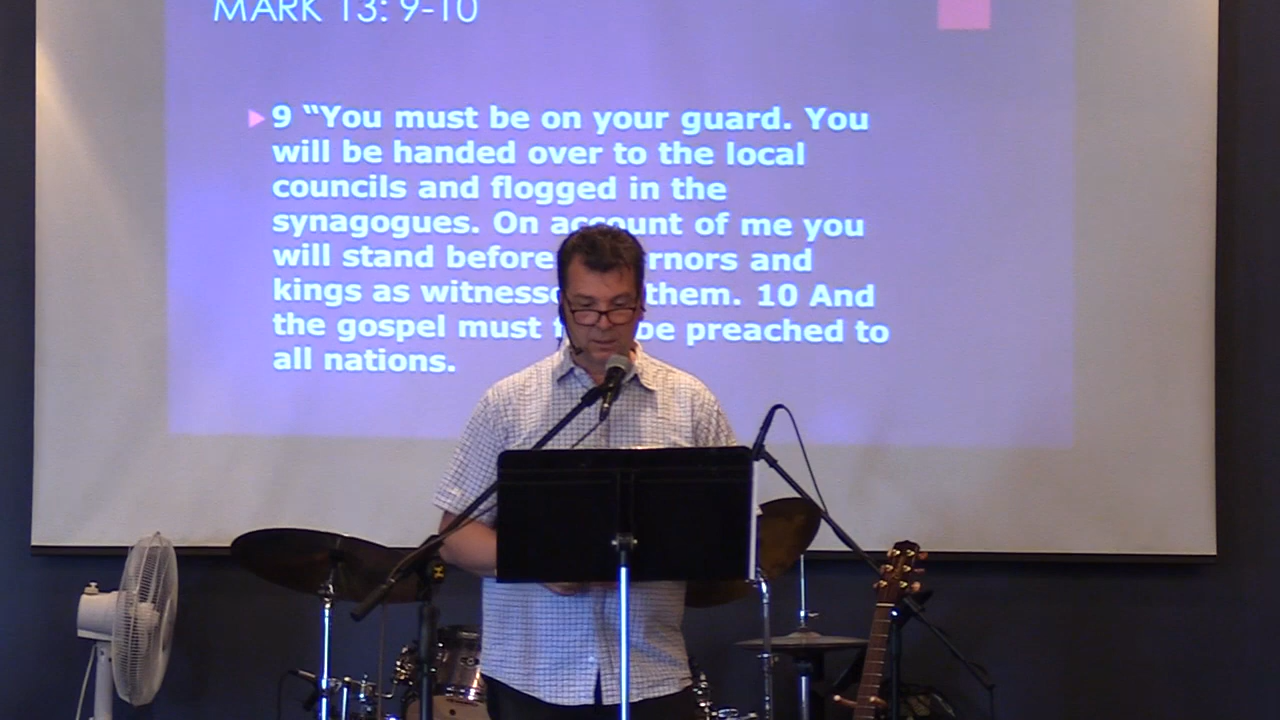 MARK 13: 9-10
9 “You must be on your guard. You
will be handed over to the local
councils and flogged in the
synagogues. On account of me you
will stand before and
kings as them. 10 And
the gospel must be preached to
all nations.